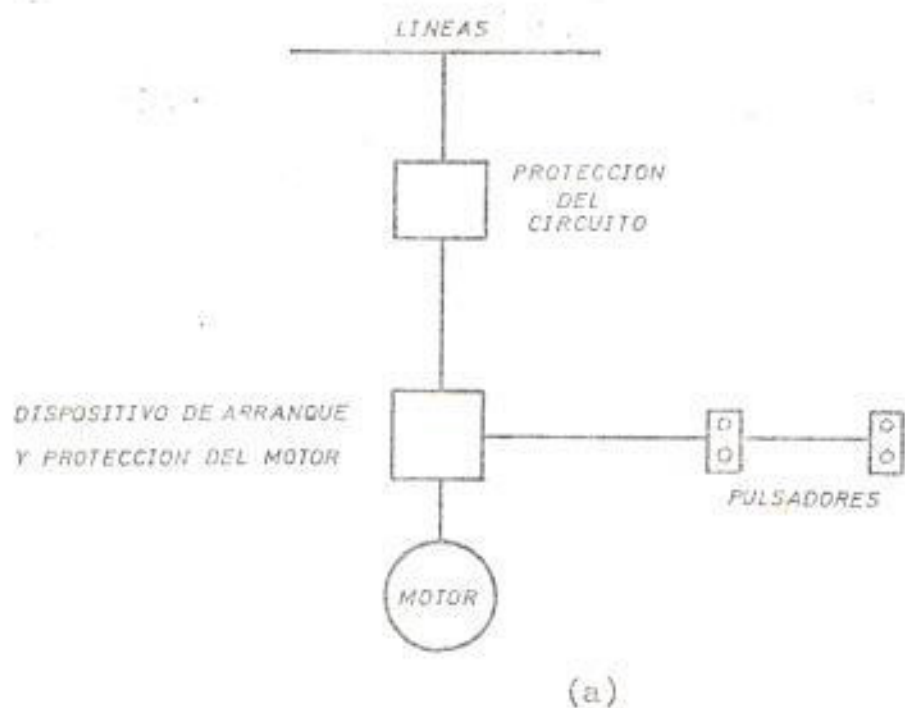 LINEAS
PROTECCION
DEL
CIRCUITO
DISPOSITIVO DE ARRANQUE
Y PROTECCION DEL MOTOR
PULSADORES
MOTOR
(a)